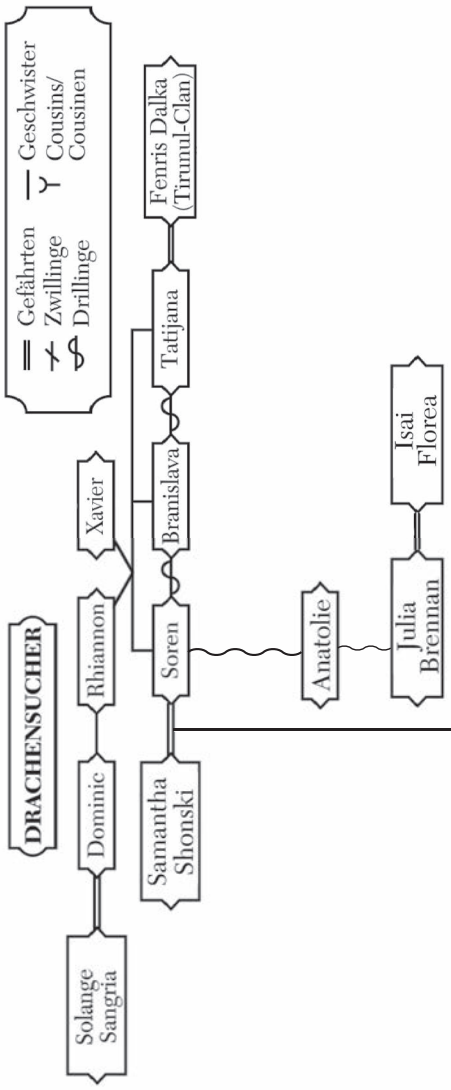 DRACHENSUCHER
Gefährten
Zwillinge
Drillinge
Geschwister
Cousins/
Cousinen
Solange
Sangria
Dominic
Rhiannon
Xavier
Samantha
Shonski
Soren
Branislava
Tatijana
Fenris Dalka
(Tirunul-Clan)
Anatolie
Julia
Brennan
Isai
Florea